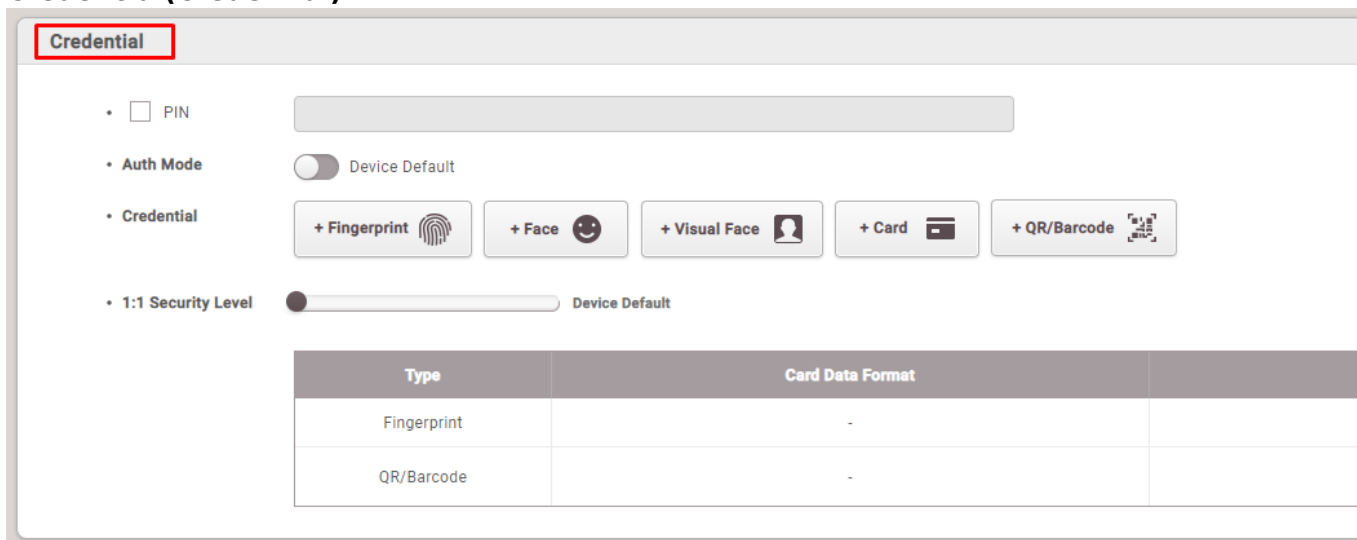 Credential
• PIN
• Auth Mode Device Default
• Credential + Fingerprint + Face + Visual Face + Card + QR/Barcode
• 1:1 Security Level Device Default
Type Card Data Format
Fingerprint -
QR/Barcode -